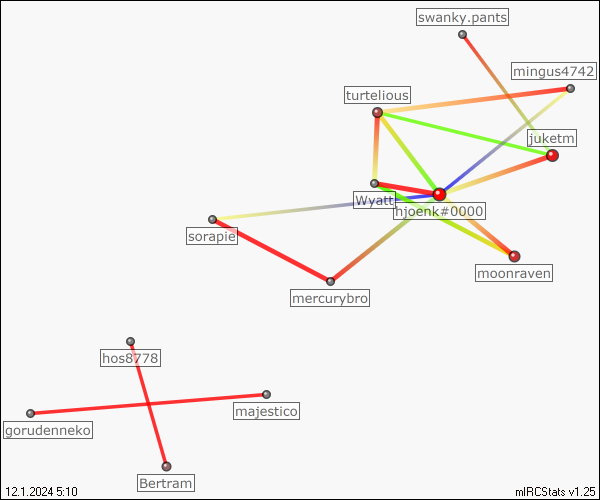 swanky.pants
mingus4742
turtelious
juketm
Wyatt
hjoenk#0000
sorapie
moonraven
mercurybro
hos8778
majestico
gorudenneko
Bertram
12.1.2024 5:10
mIRCStats v1.25